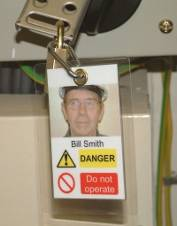 Bill Smith
DANGER
Do not
operate